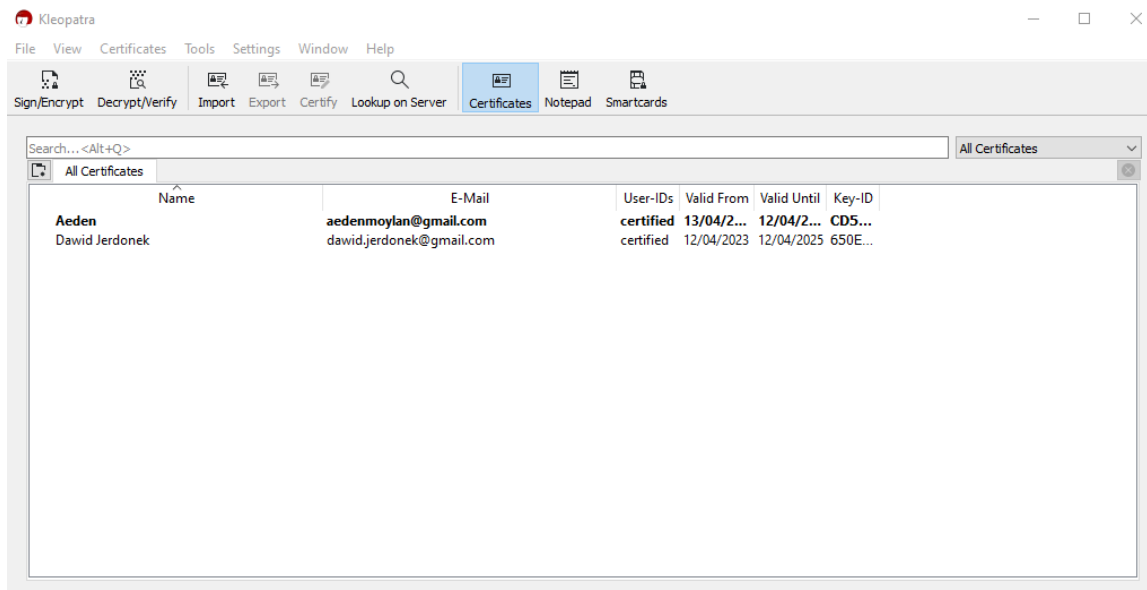 Kleopatra
File View Certificates Tools Settings Window Help
Sign/Encrypt Decrypt/Verify Import Export Certify Lookup on Server Certificates Notepad Smartcards
Search...<Alt+Q> All Certificates
All Certificates
Name E-Mail User-IDs Valid From Valid Until Key-ID
Aeden aedenmoylan@gmail.com certified 13/04/2... 12/04/2... CD5...
Dawid Jerdonek dawid.jerdonek@gmail.com certified 12/04/2023 12/04/2025 650E...